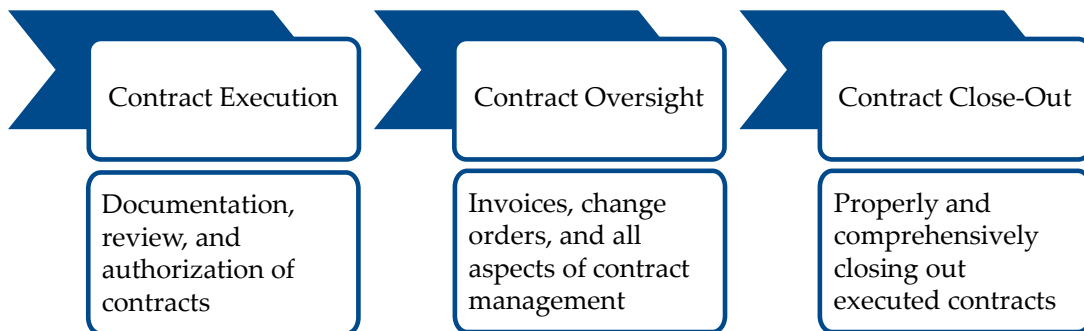 Contract Execution
Documentation,
review, and
authorization of
contracts
Contract Oversight
Invoices, change
orders, and all
aspects of contract
management
Contract Close-Out
Properly and
comprehensively
closing out
executed contracts